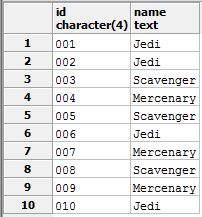 id name
character(4) text
1 001 Jedi
2 002 Jedi
3 003 Scavenger
4 004 Mercenary
5 005 Scavenger
6 006 Jedi
7 007 Mercenary
8 008 Scavenger
9 009 Mercenary
10 010 Jedi